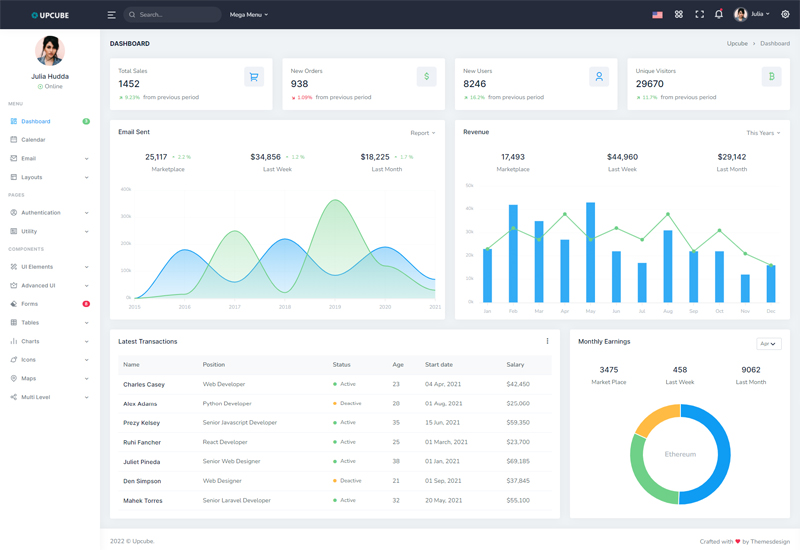 UPCUBE
Search...
Mega Menu
Julia
Julia Hudda
Online
MENU
Dashboard
Calendar
Email
Layouts
PAGES
Authentication
Utility
COMPONENTS
UI Elements
Advanced UI
Forms
Tables
Charts
Icons
Maps
Multi Level
DASHBOARD
Upcube > Dashboard
Total Sales
1452
9.23% from previous period
New Orders
938
1.09% from previous period
New Users
8246
16.2% from previous period
Unique Visitors
29670
11.7% from previous period
Email Sent
Report
25,117 2.2 %
Marketplace
$34,856 1.2 %
Last Week
$18,225 1.7 %
Last Month
400k
300k
200k
100k
0k
2015 2016 2017 2018 2019 2020 2021
Revenue
This Years
17,493
Marketplace
$44,960
Last Week
$29,142
Last Month
50k
40k
30k
20k
10k
0k
Jan Feb Mar Apr May Jun Jul Aug Sep Oct Nov Dec
Latest Transactions
Name Position Status Age Start date Salary
Charles Casey Web Developer Active 23 04 Apr, 2021 $42,450
Alex Adams Python Developer Deactive 28 01 Aug, 2021 $25,060
Prezy Kelsey Senior Javascript Developer Active 35 15 Jun, 2021 $59,350
Ruhi Fancher React Developer Active 25 01 March, 2021 $23,700
Juliet Pineda Senior Web Designer Active 38 01 Jan, 2021 $69,185
Den Simpson Web Designer Deactive 21 01 Sep, 2021 $37,845
Mahek Torres Senior Laravel Developer Active 32 20 May, 2021 $55,100
Monthly Earnings
Apr
3475
Market Place
458
Last Week
9062
Last Month
Ethereum
2022 © Upcube.
Crafted with ❤ by Themesdesign